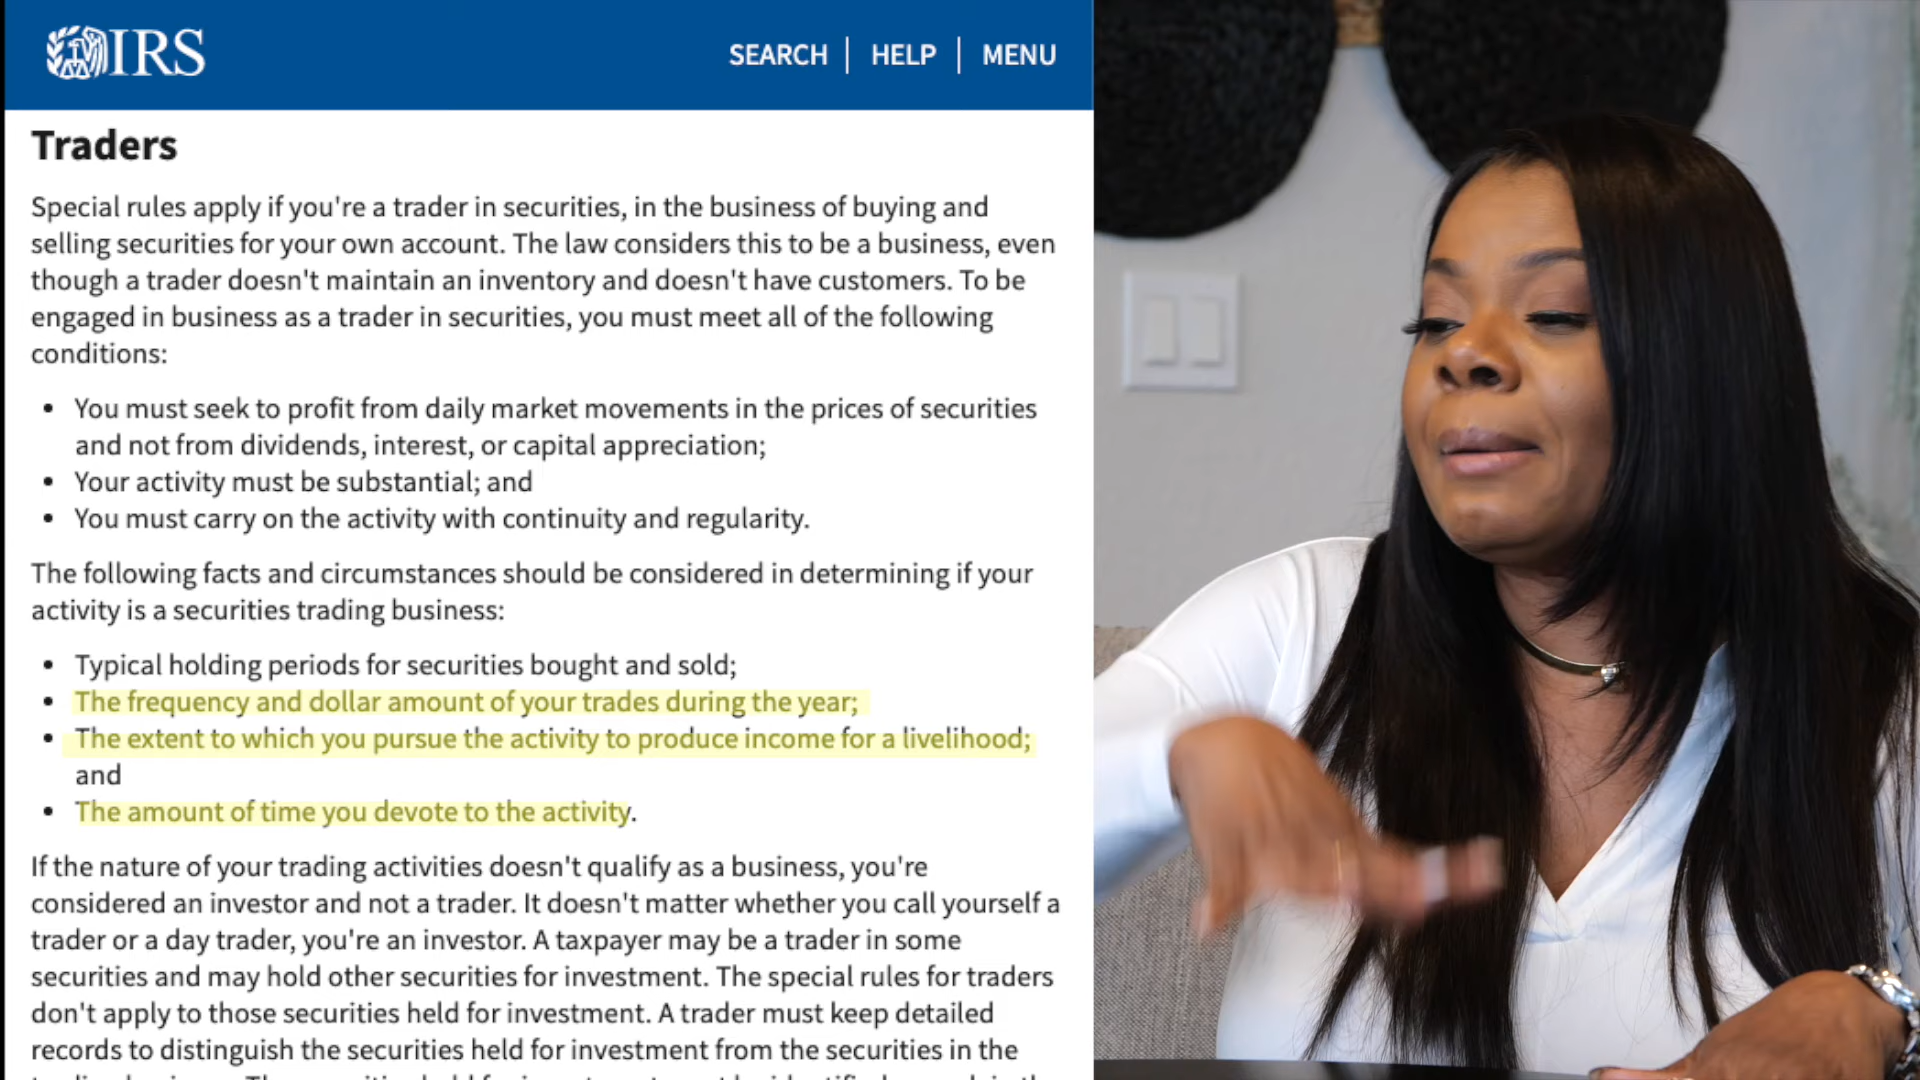 IRS
SEARCH | HELP | MENU
Traders
Special rules apply if you're a trader in securities, in the business of buying and
selling securities for your own account. The law considers this to be a business, even
though a trader doesn't maintain an inventory and doesn't have customers. To be
engaged in business as a trader in securities, you must meet all of the following
conditions:
• You must seek to profit from daily market movements in the prices of securities
and not from dividends, interest, or capital appreciation;
• Your activity must be substantial; and
• You must carry on the activity with continuity and regularity.
The following facts and circumstances should be considered in determining if your
activity is a securities trading business:
• Typical holding periods for securities bought and sold;
• The frequency and dollar amount of your trades during the year;
• The extent to which you pursue the activity to produce income for a livelihood;
and
• The amount of time you devote to the activity.
If the nature of your trading activities doesn't qualify as a business, you're
considered an investor and not a trader. It doesn't matter whether you call yourself a
trader or a day trader, you're an investor. A taxpayer may be a trader in some
securities and may hold other securities for investment. The special rules for traders
don't apply to those securities held for investment. A trader must keep detailed
records to distinguish the securities held for investment from the securities in the